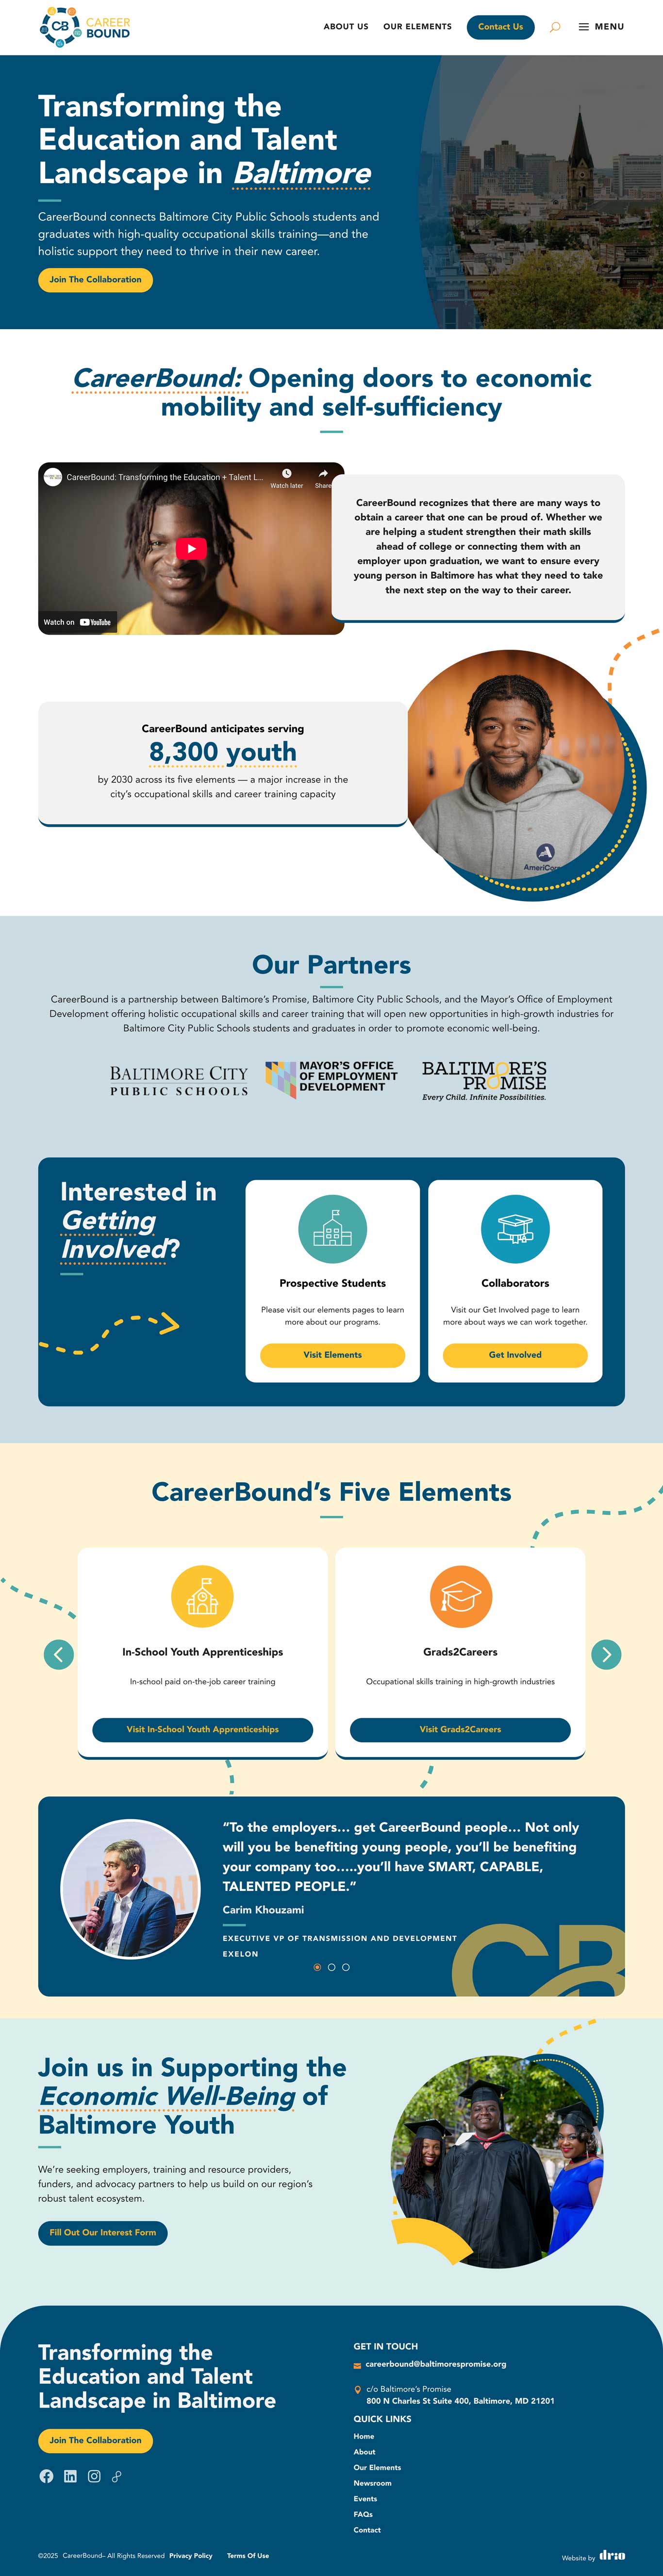 CB
CAREER
BOUND
ABOUT US
OUR ELEMENTS
Contact Us
MENU
Transforming the
Education and Talent
Landscape in Baltimore
CareerBound connects Baltimore City Public Schools students and
graduates with high-quality occupational skills training—and the
holistic support they need to thrive in their new career.
Join The Collaboration
CareerBound: Opening doors to economic
mobility and self-sufficiency
CareerBound: Transforming the Education + Talent L...
Watch later
Share
Watch on YouTube
CareerBound recognizes that there are many ways to
obtain a career that one can be proud of. Whether we
are helping a student strengthen their math skills
ahead of college or connecting them with an
employer upon graduation, we want to ensure every
young person in Baltimore has what they need to take
the next step on the way to their career.
CareerBound anticipates serving
8,300 youth
by 2030 across its five elements — a major increase in the
city's occupational skills and career training capacity
AmeriCor
Our Partners
CareerBound is a partnership between Baltimore's Promise, Baltimore City Public Schools, and the Mayor's Office of Employment
Development offering holistic occupational skills and career training that will open new opportunities in high-growth industries for
Baltimore City Public Schools students and graduates in order to promote economic well-being.
BALTIMORE CITY
PUBLIC SCHOOLS
MAYOR'S OFFICE
OF EMPLOYMENT
DEVELOPMENT
BALTIMORE'S
PROMISE
Every Child. Infinite Possibilities.
Interested in
Getting
Involved?
Prospective Students
Please visit our elements pages to learn
more about our programs.
Visit Elements
Collaborators
Visit our Get Involved page to learn
more about ways we can work together.
Get Involved
CareerBound's Five Elements
In-School Youth Apprenticeships
In-school paid on-the-job career training
Visit In-School Youth Apprenticeships
Grads2Careers
Occupational skills training in high-growth industries
Visit Grads2Careers
"To the employers... get CareerBound people... Not only
will you be benefiting young people, you'll be benefiting
your company too.....you'll have SMART, CAPABLE,
TALENTED PEOPLE."
Carim Khouzami
EXECUTIVE VP OF TRANSMISSION AND DEVELOPMENT
EXELON
CB
Join us in Supporting the
Economic Well-Being of
Baltimore Youth
We're seeking employers, training and resource providers,
funders, and advocacy partners to help us build on our region's
robust talent ecosystem.
Fill Out Our Interest Form
Transforming the
Education and Talent
Landscape in Baltimore
Join The Collaboration
GET IN TOUCH
careerbound@baltimorespromise.org
c/o Baltimore's Promise
800 N Charles St Suite 400, Baltimore, MD 21201
QUICK LINKS
Home
About
Our Elements
Newsroom
Events
FAQs
Contact
©2025 CareerBound– All Rights Reserved Privacy Policy Terms Of Use
Website by drio